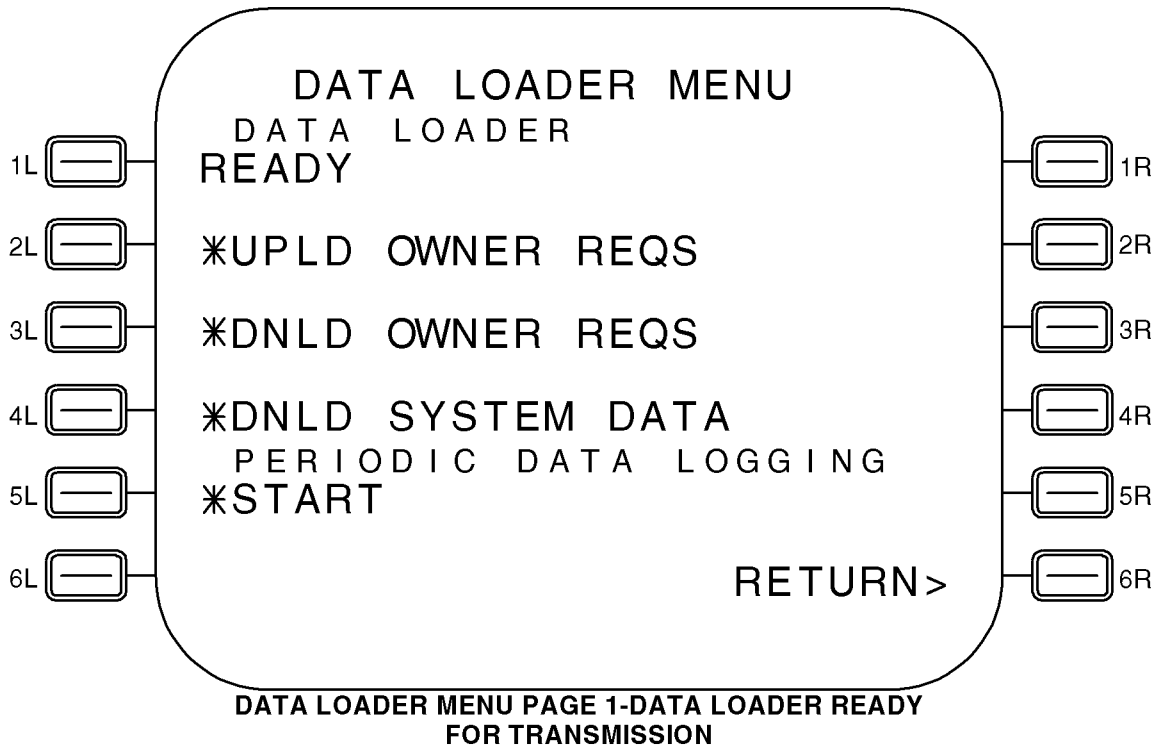 DATA LOADER MENU
DATA LOADER
1L READY 1R
2L *UPLD OWNER REQS 2R
3L *DNLD OWNER REQS 3R
4L *DNLD SYSTEM DATA 4R
PERIODIC DATA LOGGING
5L *START 5R
6L RETURN> 6R
DATA LOADER MENU PAGE 1-DATA LOADER READY
FOR TRANSMISSION